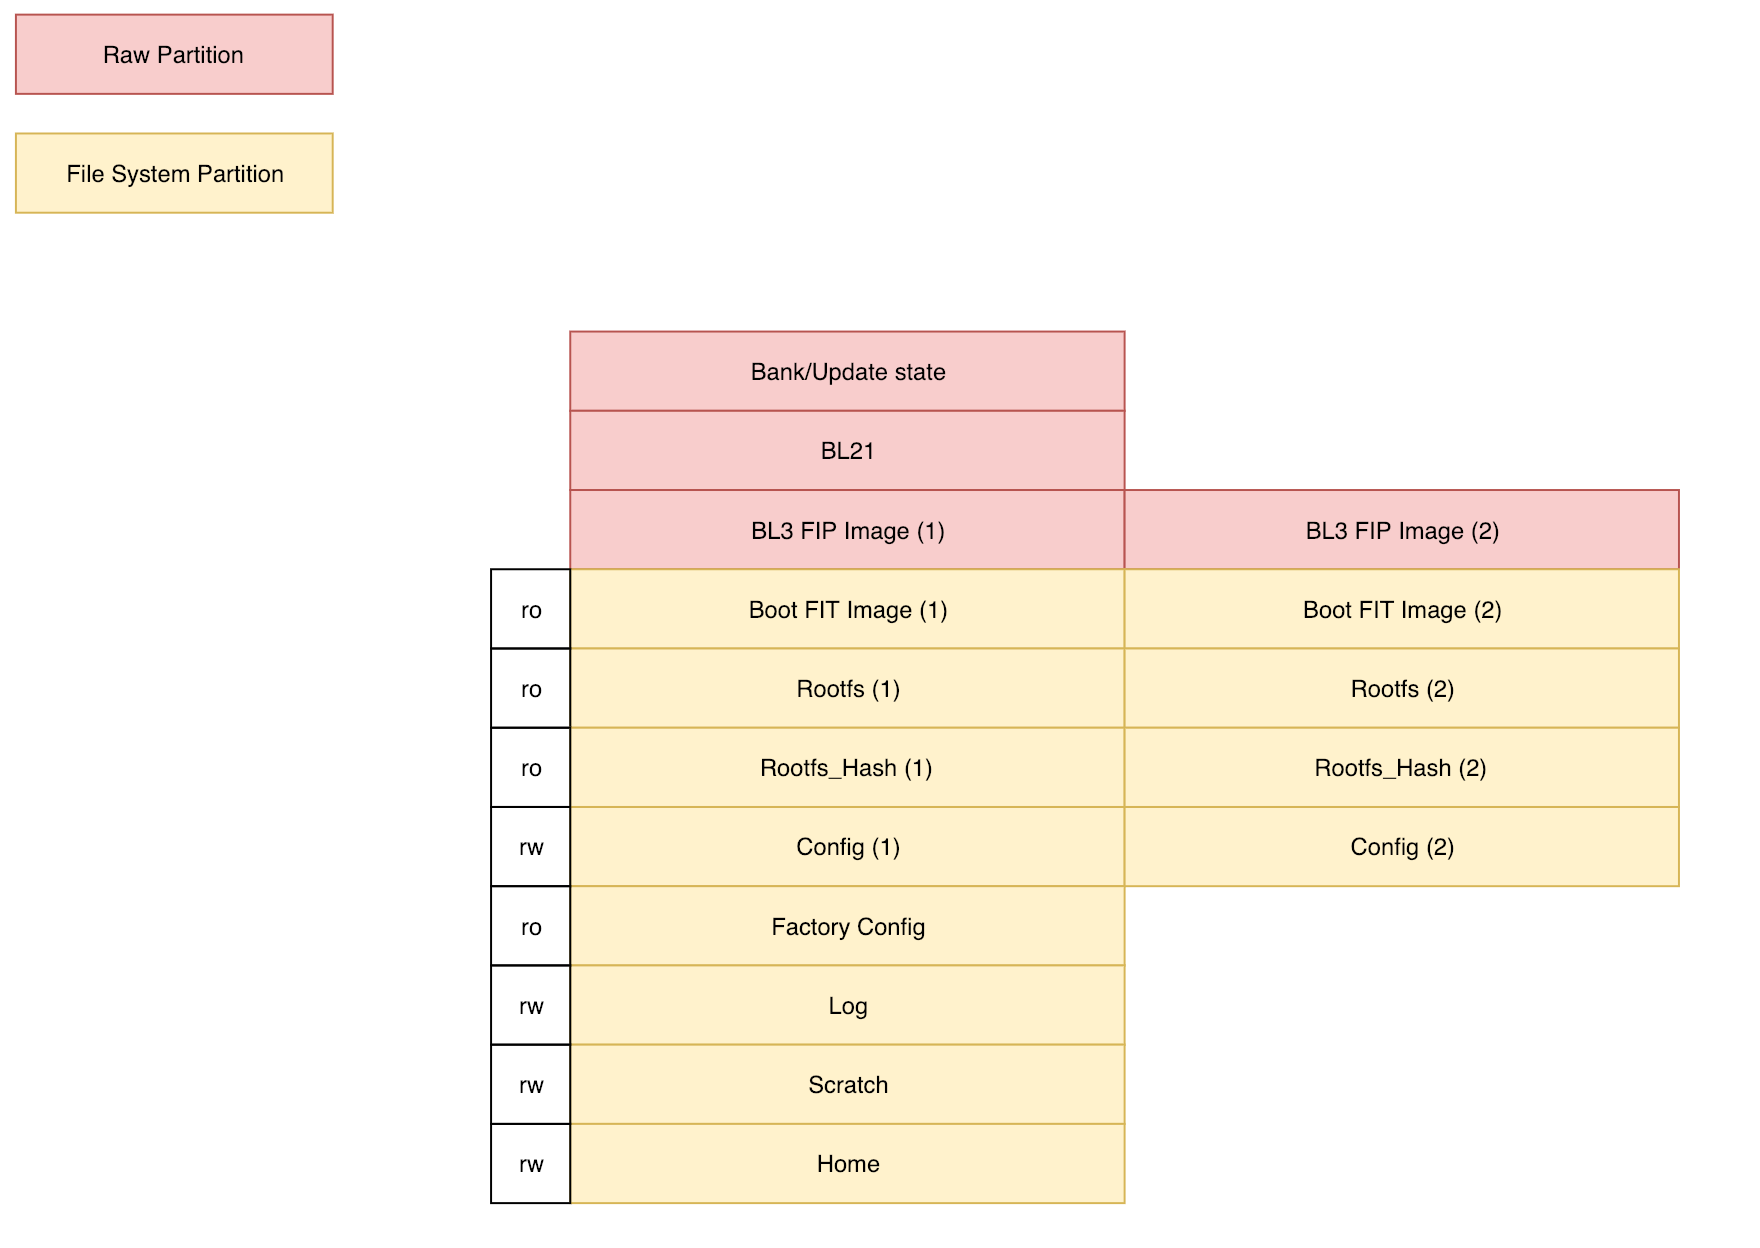 Raw Partition
File System Partition
Bank/Update state
BL21
BL3 FIP Image (1) BL3 FIP Image (2)
ro Boot FIT Image (1) Boot FIT Image (2)
ro Rootfs (1) Rootfs (2)
ro Rootfs_Hash (1) Rootfs_Hash (2)
rw Config (1) Config (2)
ro Factory Config
rw Log
rw Scratch
rw Home